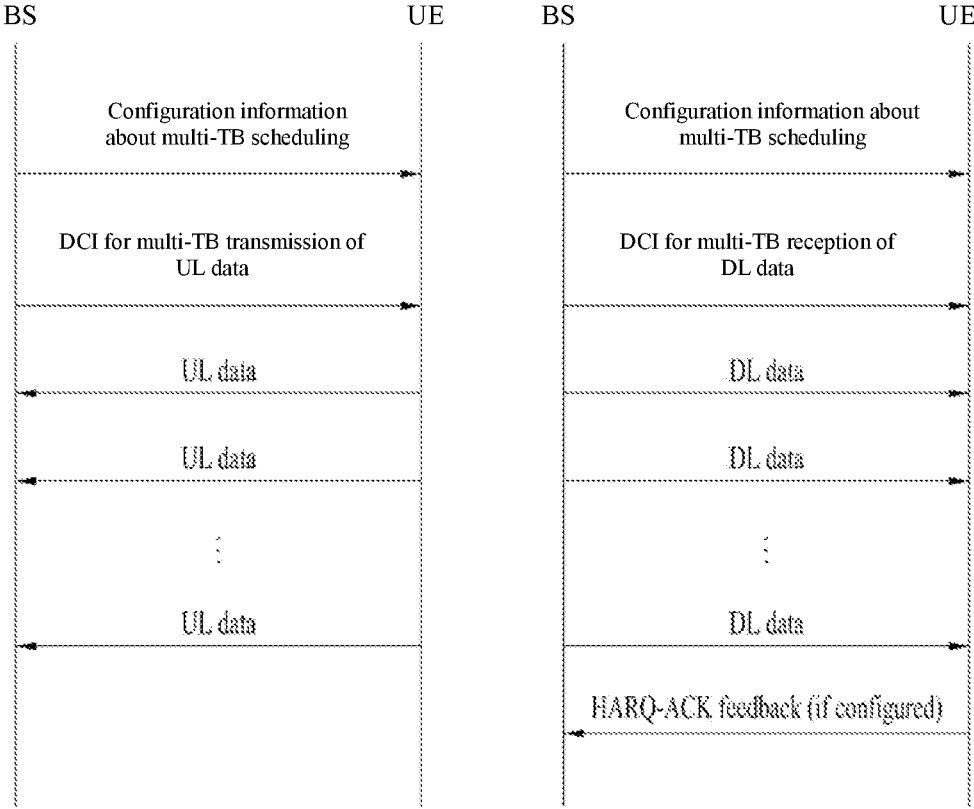 BS
UE
Configuration information
about multi-TB scheduling
DCI for multi-TB transmission of
UL data
UL data
UL data
UL data
BS
UE
Configuration information about
multi-TB scheduling
DCI for multi-TB reception of
DL data
DL data
DL data
DL data
HARQ-ACK feedback (if configured)